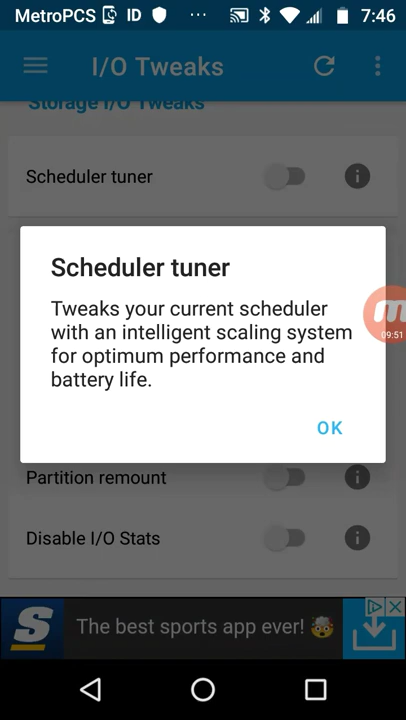 MetroPCS ID 7:46
I/O Tweaks
Storage I/O Tweaks
Scheduler tuner
Scheduler tuner
Tweaks your current scheduler
with an intelligent scaling system
for optimum performance and
battery life.
09:51
OK
Partition remount
Disable I/O Stats
The best sports app ever! 🤯